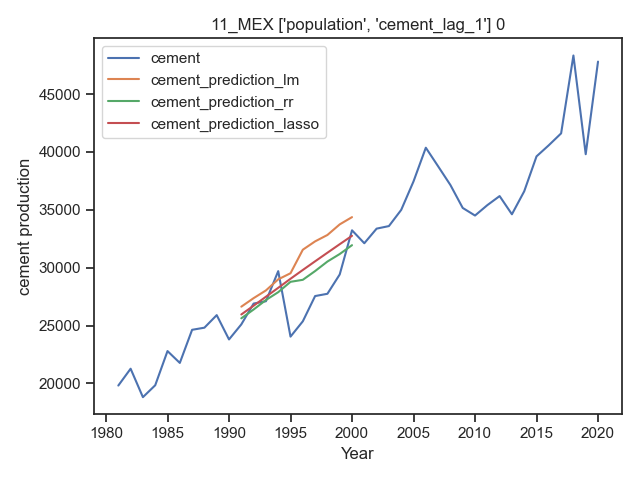 11_MEX ['population', 'cement_lag_1'] 0
cement
cement_prediction_lm
cement_prediction_rr
cement_prediction_lasso
45000
40000
35000
30000
25000
20000
cement production
1980 1985 1990 1995 2000 2005 2010 2015 2020
Year